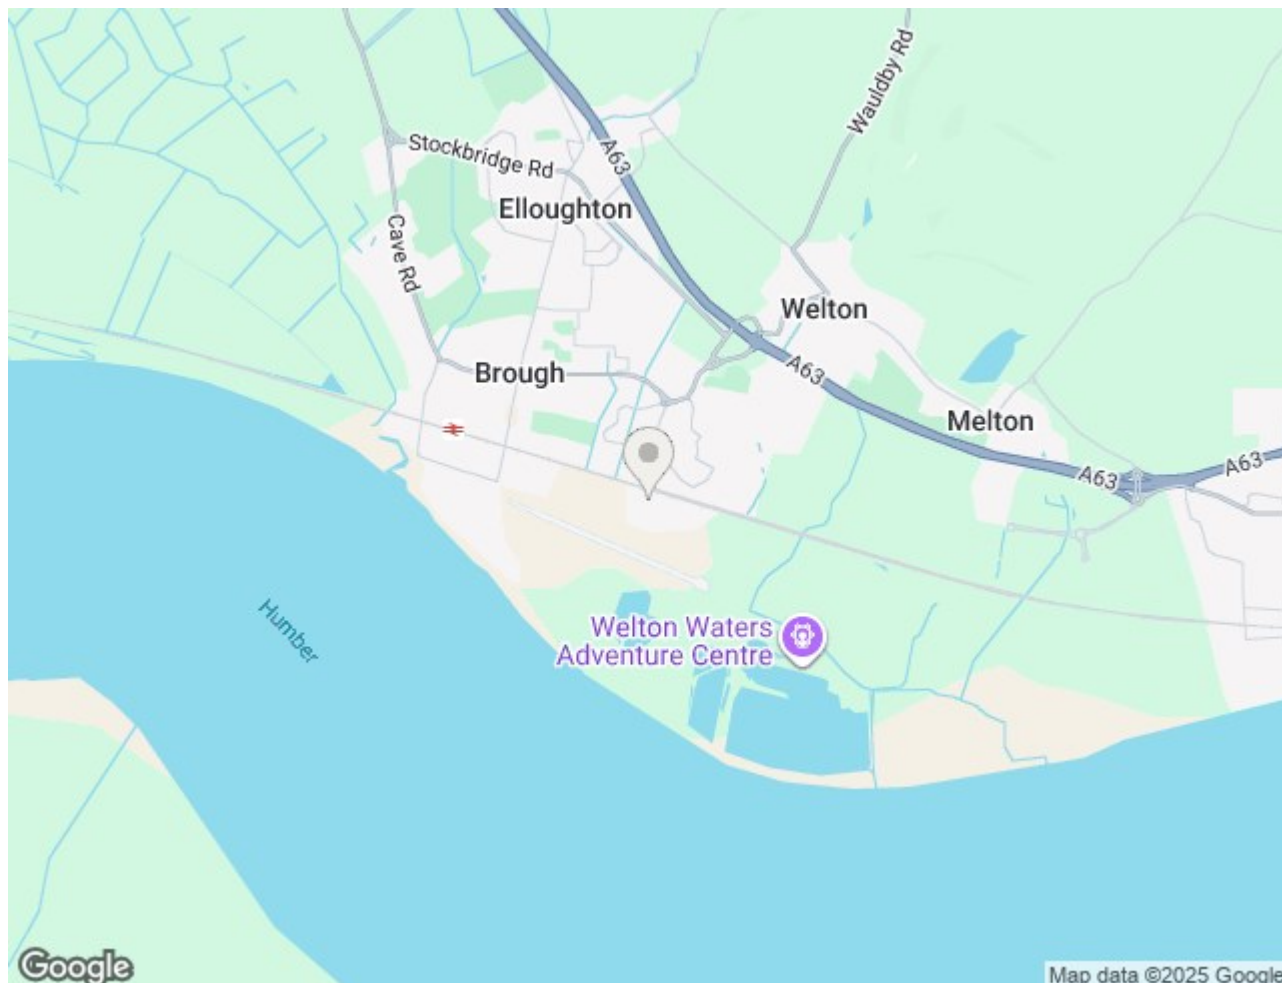 Wauldby Rd
Stockbridge Rd
A63
Elloughton
Cave Rd
Welton
Brough
A63
Melton
A63
A63
Humber
Welton Waters
Adventure Centre
Google
Map data ©2025 Google